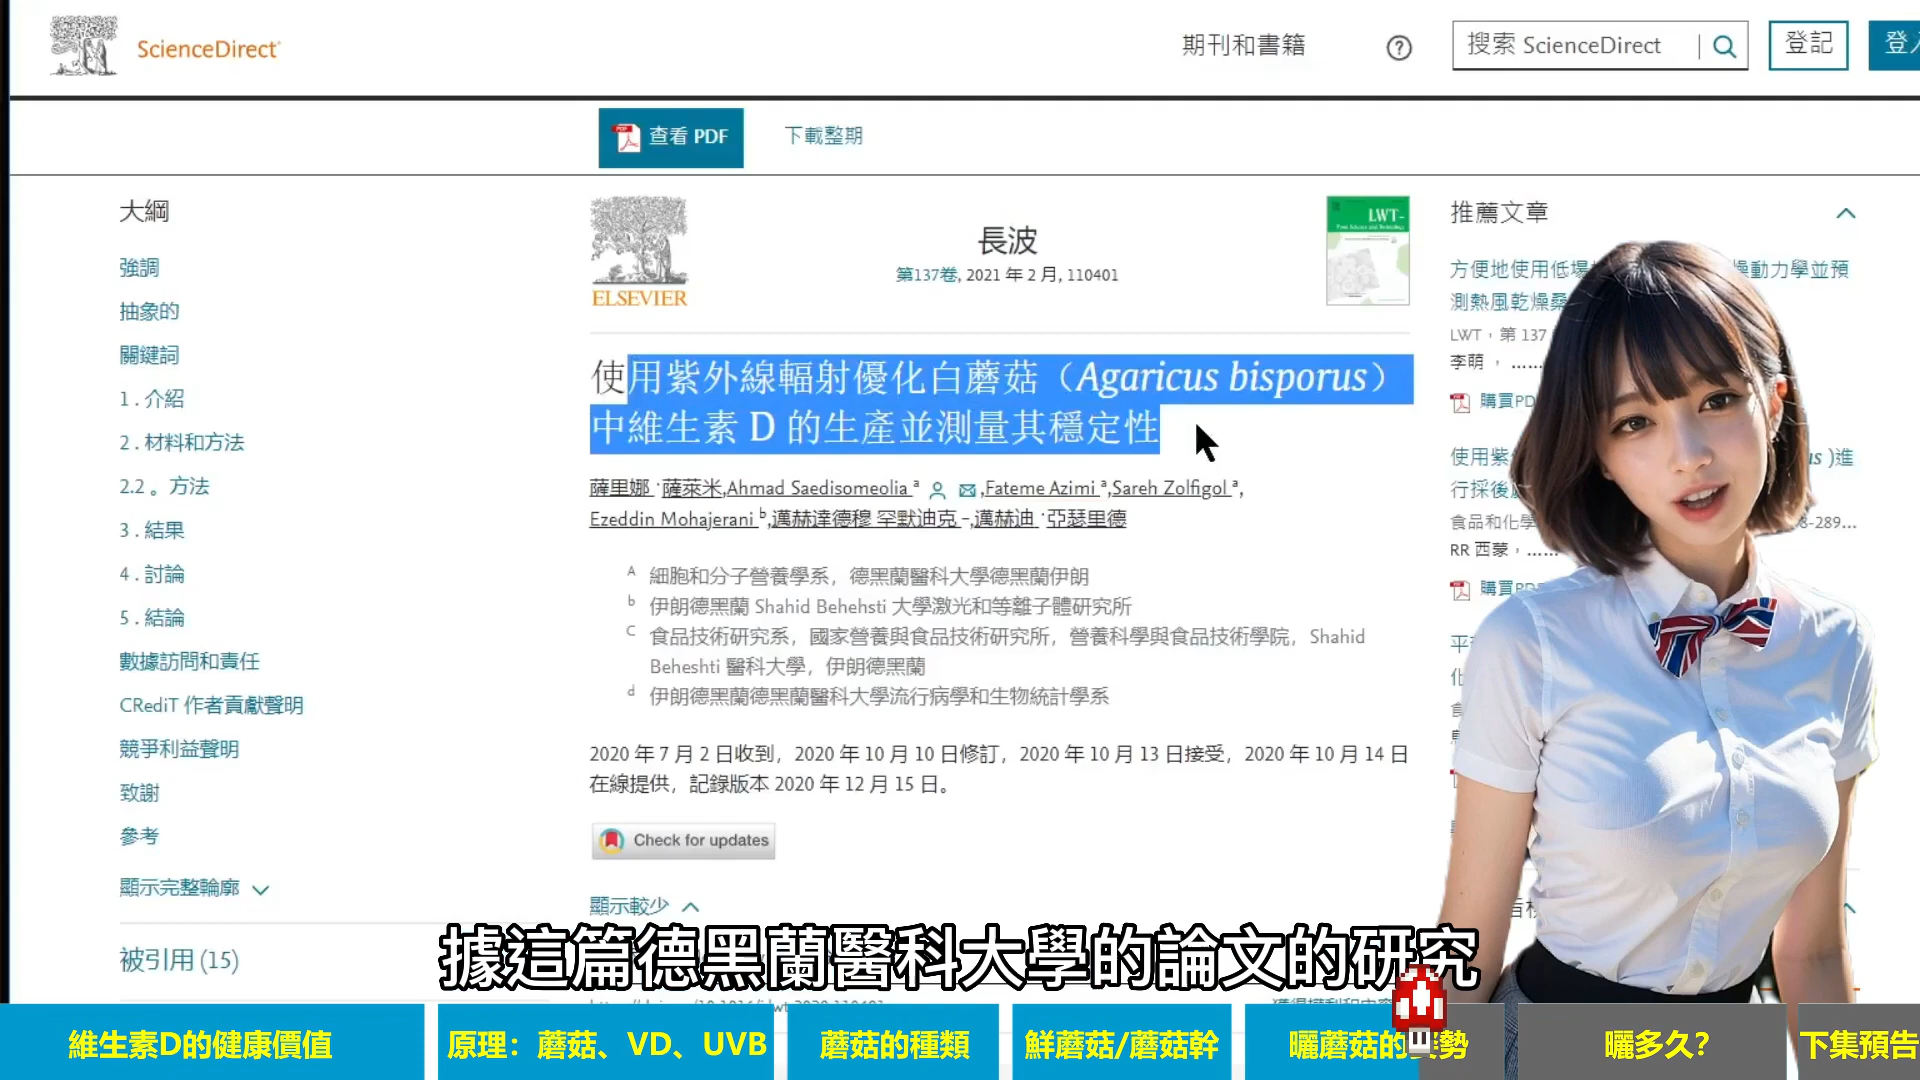 ScienceDirect
期刊和書籍
搜索 ScienceDirect
登記
登入
查看 PDF
下載整期
大綱
強調
抽象的
關鍵詞
1 . 介紹
2 . 材料和方法
2.2 。方法
3 . 結果
4 . 討論
5 . 結論
數據訪問和責任
CRediT 作者貢獻聲明
競爭利益聲明
致謝
參考
顯示完整輪廓
被引用 (15)
ELSEVIER
長波
第137卷, 2021 年 2 月, 110401
LWT-
使用紫外線輻射優化白蘑菇（Agaricus bisporus）
中維生素 D 的生產並測量其穩定性
薩里娜·薩萊米,Ahmad Saedisomeolia a ,Fateme Azimi a,Sareh Zolfigol a,
Ezeddin Mohajerani b,邁赫達德穆罕默迪克 –,邁赫迪·亞瑟里德
A 細胞和分子營養學系，德黑蘭醫科大學德黑蘭伊朗
b 伊朗德黑蘭 Shahid Behehsti 大學激光和等離子體研究所
C 食品技術研究系，國家營養與食品技術研究所，營養科學與食品技術學院，Shahid
Beheshti 醫科大學，伊朗德黑蘭
d 伊朗德黑蘭德黑蘭醫科大學流行病學和生物統計學系
2020 年 7 月 2 日收到，2020 年 10 月 10 日修訂，2020 年 10 月 13 日接受，2020 年 10 月 14 日
在線提供，記錄版本 2020 年 12 月 15 日。
Check for updates
顯示較少
推薦文章
方便地使用低場
燥動力學並預
測熱風乾燥桑
LWT，第 137
李萌 ，......
購買PD
使用紫
us )進
行採後
食品和化學
8-289...
RR 西蒙，......
購買PD
據這篇德黑蘭醫科大學的論文的研究
維生素D的健康價值
原理：蘑菇、VD、UVB
蘑菇的種類
鮮蘑菇/蘑菇幹
曬蘑菇的姿勢
曬多久?
下集預告